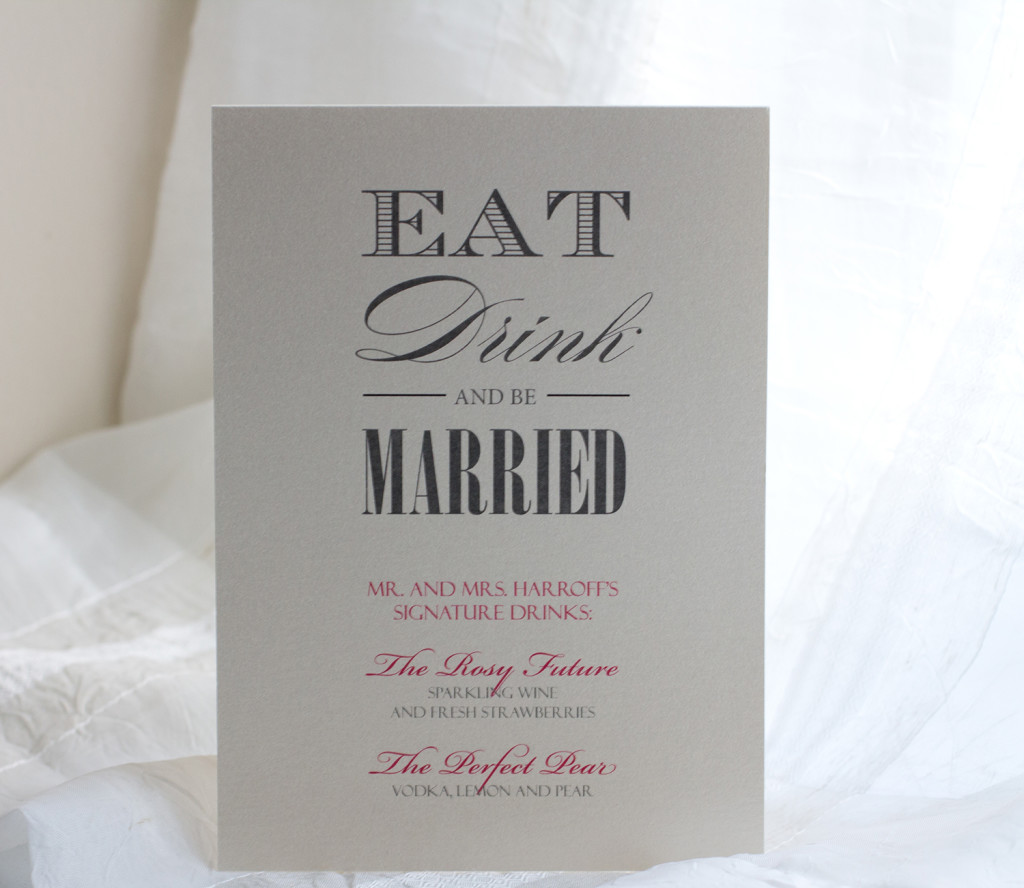 EAT
Drink
AND BE
MARRIED
MR. AND MRS. HARROFF'S
SIGNATURE DRINKS:
The Rosy Future
SPARKLING WINE
AND FRESH STRAWBERRIES
The Perfect Pear
VODKA, LEMON AND PEAR